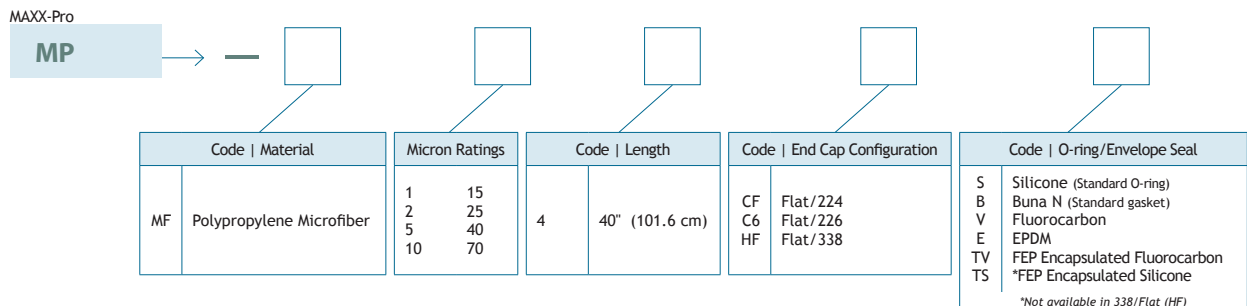 MAXX-Pro
MP
Code | Material
MF Polypropylene Microfiber
Micron Ratings
1 15
2 25
5 40
10 70
Code | Length
4 40" (101.6 cm)
Code | End Cap Configuration
CF Flat/224
C6 Flat/226
HF Flat/338
Code | O-ring/Envelope Seal
S Silicone (Standard O-ring)
B Buna N (Standard gasket)
V Fluorocarbon
E EPDM
TV FEP Encapsulated Fluorocarbon
TS *FEP Encapsulated Silicone
*Not available in 338/Flat (HF)